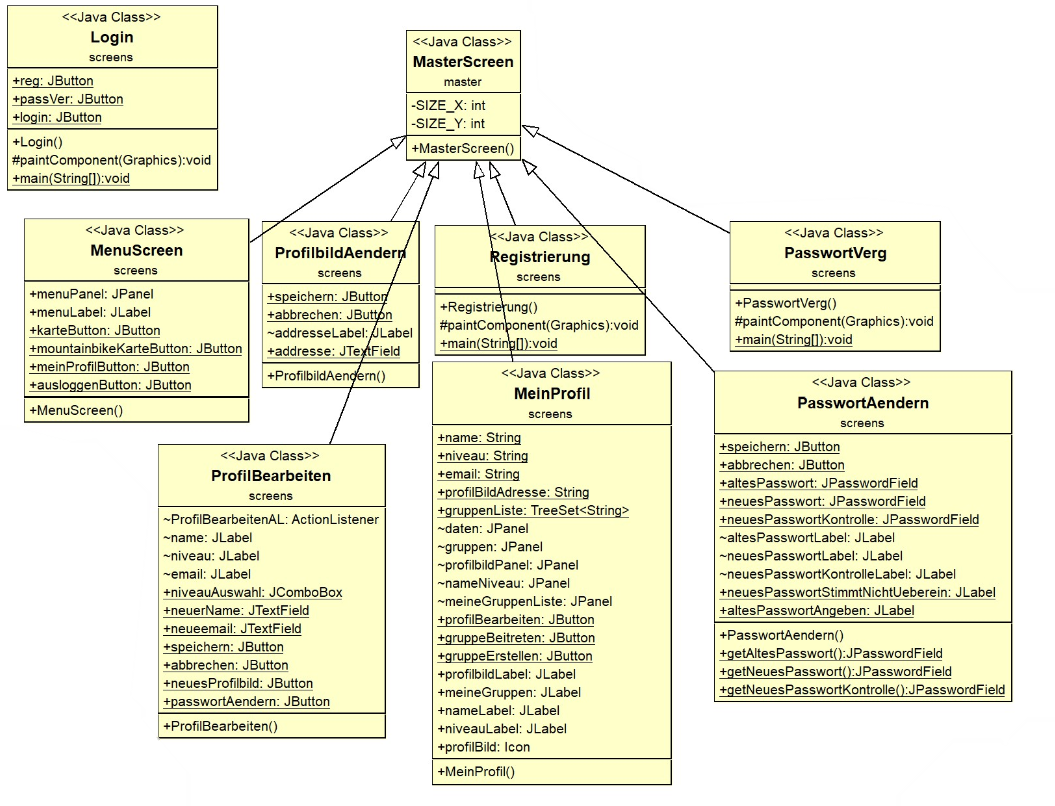 <<Java Class>>
Login
screens
+reg: JButton
+passVer: JButton
+login: JButton
+Login()
#paintComponent(Graphics):void
+main(String[]):void
<<Java Class>>
MasterScreen
master
-SIZE_X: int
-SIZE_Y: int
+MasterScreen()
<<Java Class>>
MenuScreen
screens
+menuPanel: JPanel
+menuLabel: JLabel
+karteButton: JButton
+mountainbikeKarteButton: JButton
+meinProfilButton: JButton
+ausloggenButton: JButton
+MenuScreen()
<<Java Class>>
ProfilbildAendern
screens
+speichern: JButton
+abbrechen: JButton
~addresseLabel: JLabel
+addresse: JTextField
+ProfilbildAendern()
<<Java Class>>
Registrierung
screens
+Registrierung()
#paintComponent(Graphics):void
+main(String[]):void
<<Java Class>>
PasswortVerg
screens
+PasswortVerg()
#paintComponent(Graphics):void
+main(String[]):void
<<Java Class>>
ProfilBearbeiten
screens
~ProfilBearbeitenAL: ActionListener
~name: JLabel
~niveau: JLabel
~email: JLabel
+niveauAuswahl: JComboBox
+neuerName: JTextField
+neueemail: JTextField
+speichern: JButton
+abbrechen: JButton
+neuesProfilbild: JButton
+passwortAendern: JButton
+ProfilBearbeiten()
<<Java Class>>
MeinProfil
screens
+name: String
+niveau: String
+email: String
+profilBildAdresse: String
+gruppenListe: TreeSet<String>
~daten: JPanel
~gruppen: JPanel
~profilbildPanel: JPanel
~nameNiveau: JPanel
~meineGruppenListe: JPanel
+profilBearbeiten: JButton
+gruppeBeitreten: JButton
+gruppeErstellen: JButton
+profilbildLabel: JLabel
+meineGruppen: JLabel
+nameLabel: JLabel
+niveauLabel: JLabel
+profilBild: Icon
+MeinProfil()
<<Java Class>>
PasswortAendern
screens
+speichern: JButton
+abbrechen: JButton
+altesPasswort: JPasswordField
+neuesPasswort: JPasswordField
+neuesPasswortKontrolle: JPasswordField
~altesPasswortLabel: JLabel
~neuesPasswortLabel: JLabel
~neuesPasswortKontrolleLabel: JLabel
+neuesPasswortStimmtNichtUeberein: JLabel
+altesPasswortAngeben: JLabel
+PasswortAendern()
+getAltesPasswort():JPasswordField
+getNeuesPasswort():JPasswordField
+getNeuesPasswortKontrolle():JPasswordField